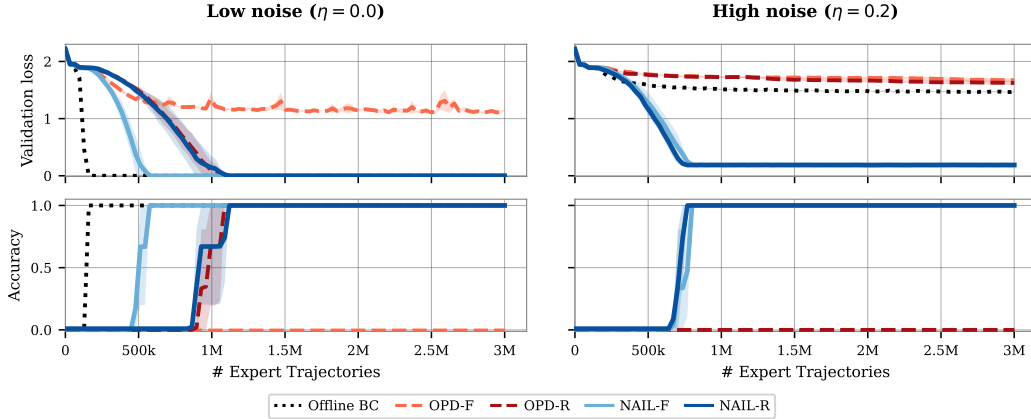 Low noise (η = 0.0)
High noise (η = 0.2)
Validation loss
2
1
0
Accuracy
1.0
0.5
0.0
0 500k 1M 1.5M 2M 2.5M 3M
0 500k 1M 1.5M 2M 2.5M 3M
# Expert Trajectories
# Expert Trajectories
Offline BC OPD-F OPD-R NAIL-F NAIL-R